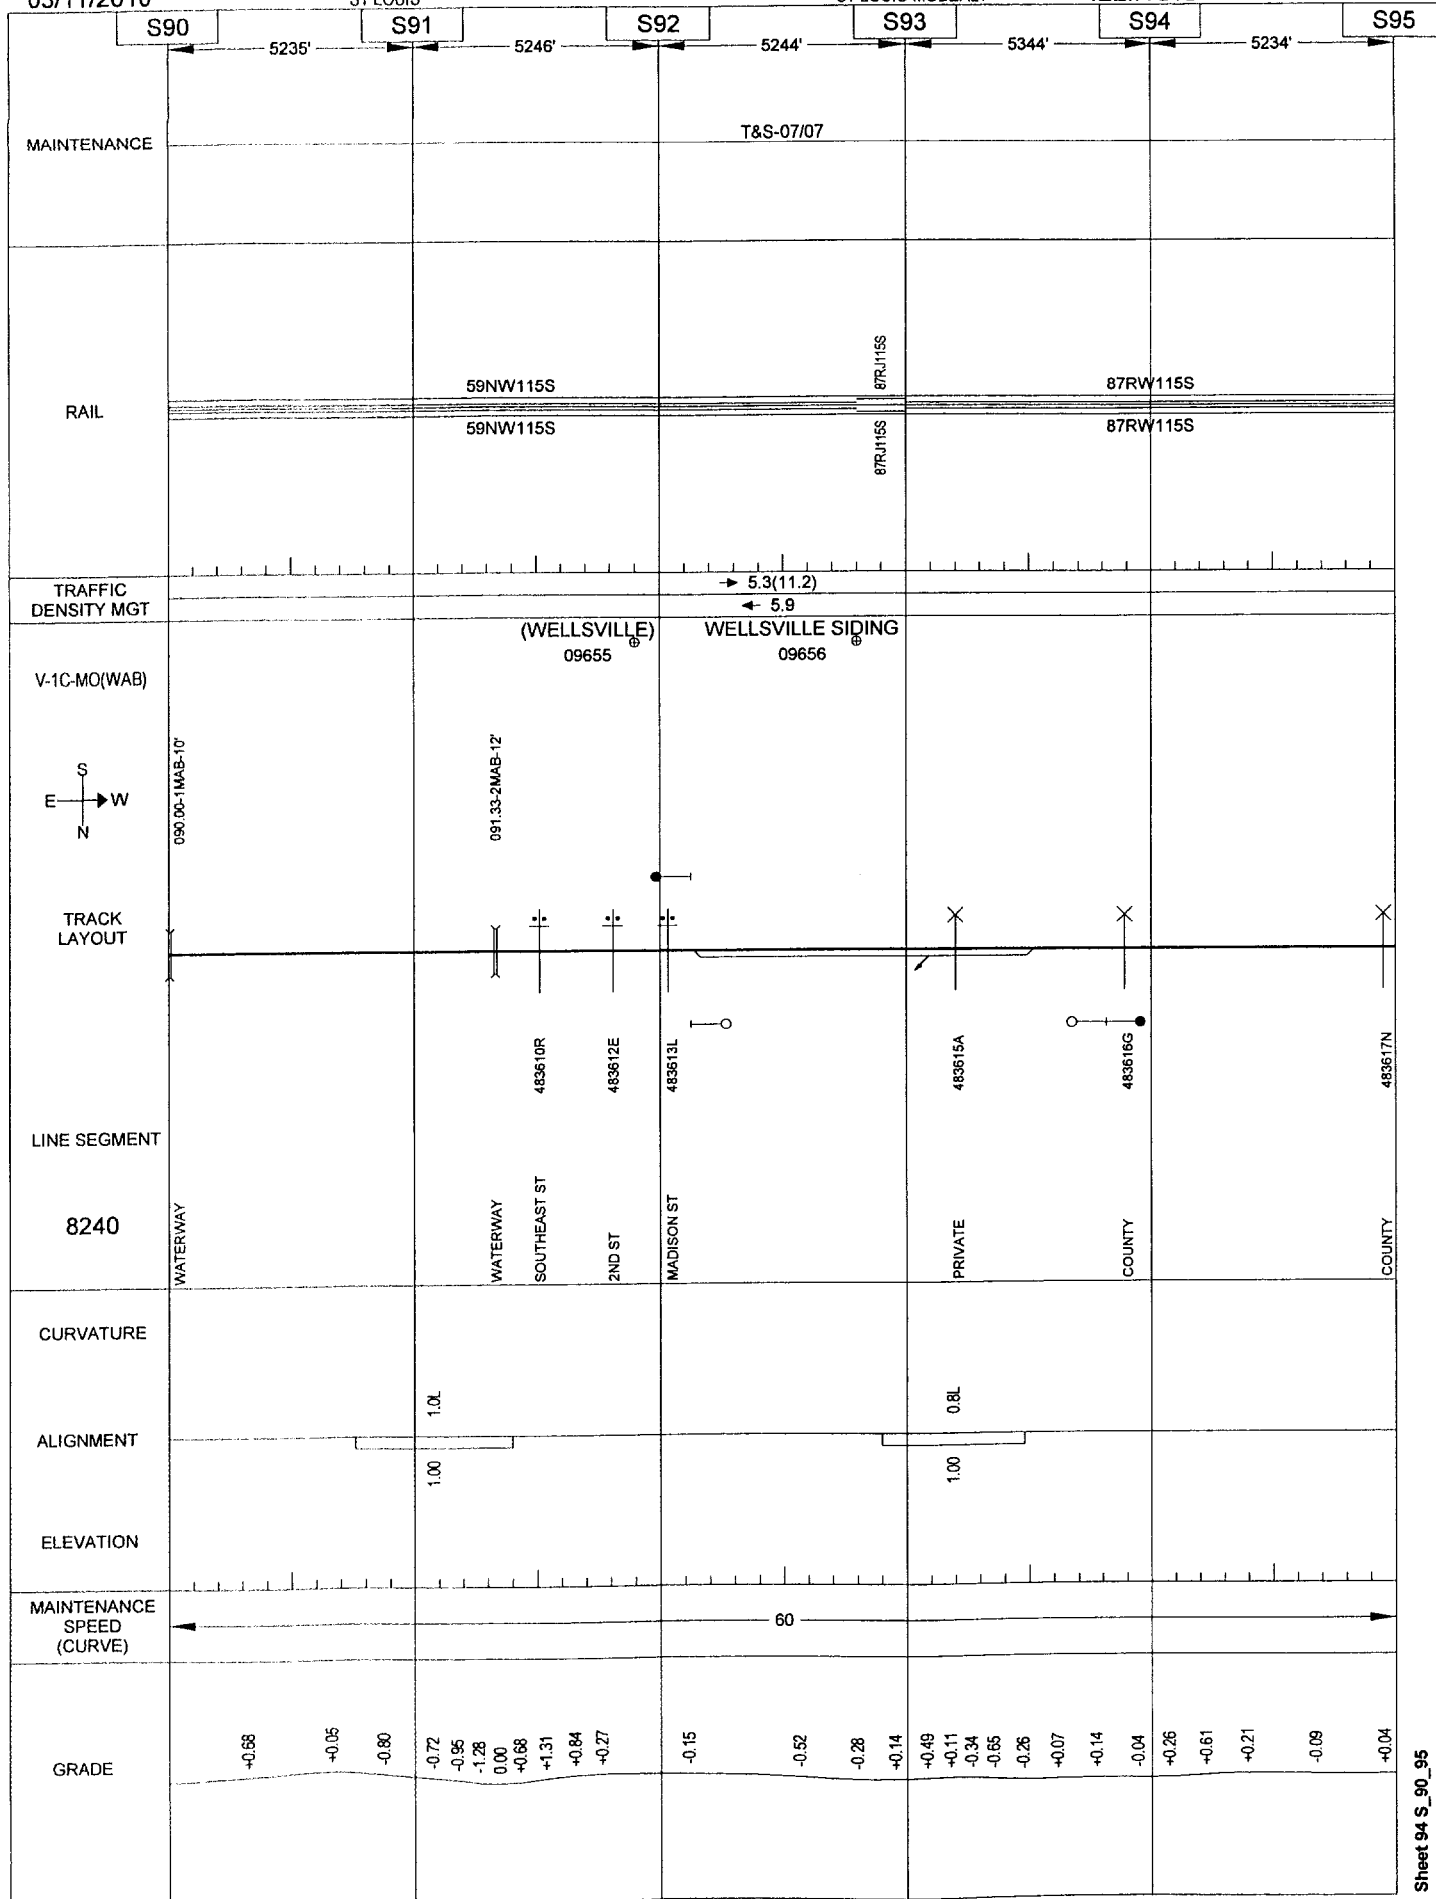 ST LOUIS
S90 S91 S92 S93 S94 S95
5235' 5246' 5244' 5344' 5234'
MAINTENANCE
T&S-07/07
RAIL
59NW115S
59NW115S
87RJ115S
87RJ115S
87RW115S
87RW115S
TRAFFIC
DENSITY MGT
5.3(11.2)
5.9
V-1C-MO(WAB)
(WELLSVILLE)
09655
WELLSVILLE SIDING
09656
S
E W
N
090.00-1MAB-10'
091.33-2MAB-12'
TRACK
LAYOUT
483610R
483612E
483613L
483615A
483616G
483617N
LINE SEGMENT
8240
WATERWAY
WATERWAY
SOUTHEAST ST
2ND ST
MADISON ST
PRIVATE
COUNTY
COUNTY
CURVATURE
1.0L
0.8L
ALIGNMENT
1.00
1.00
ELEVATION
MAINTENANCE
SPEED
(CURVE)
60
GRADE
+0.68
+0.05
-0.80
-0.72
-0.95
-1.28
0.00
+0.68
+1.31
+0.84
+0.27
-0.15
-0.52
-0.28
+0.14
+0.49
+0.11
-0.34
-0.65
-0.26
+0.07
+0.14
-0.04
+0.26
+0.61
+0.21
-0.09
+0.04
Sheet 94 S_90_95